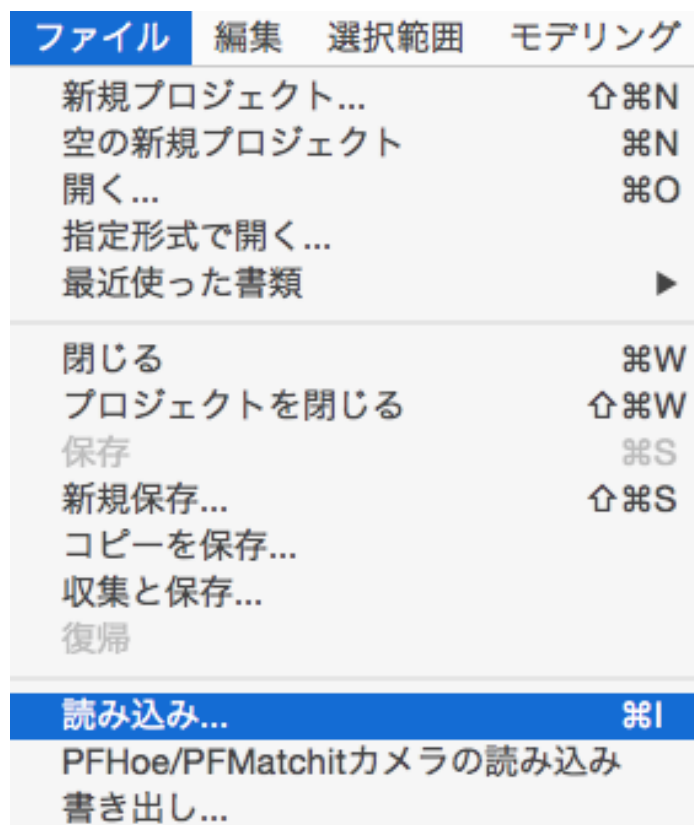 ファイル 編集 選択範囲 モデリング
新規プロジェクト... ⇧⌘N
空の新規プロジェクト ⌘N
開く... ⌘O
指定形式で開く...
最近使った書類 ▶
閉じる ⌘W
プロジェクトを閉じる ⇧⌘W
保存 ⌘S
新規保存... ⇧⌘S
コピーを保存...
収集と保存...
復帰
読み込み... ⌘I
PFHoe/PFMatchitカメラの読み込み
書き出し...